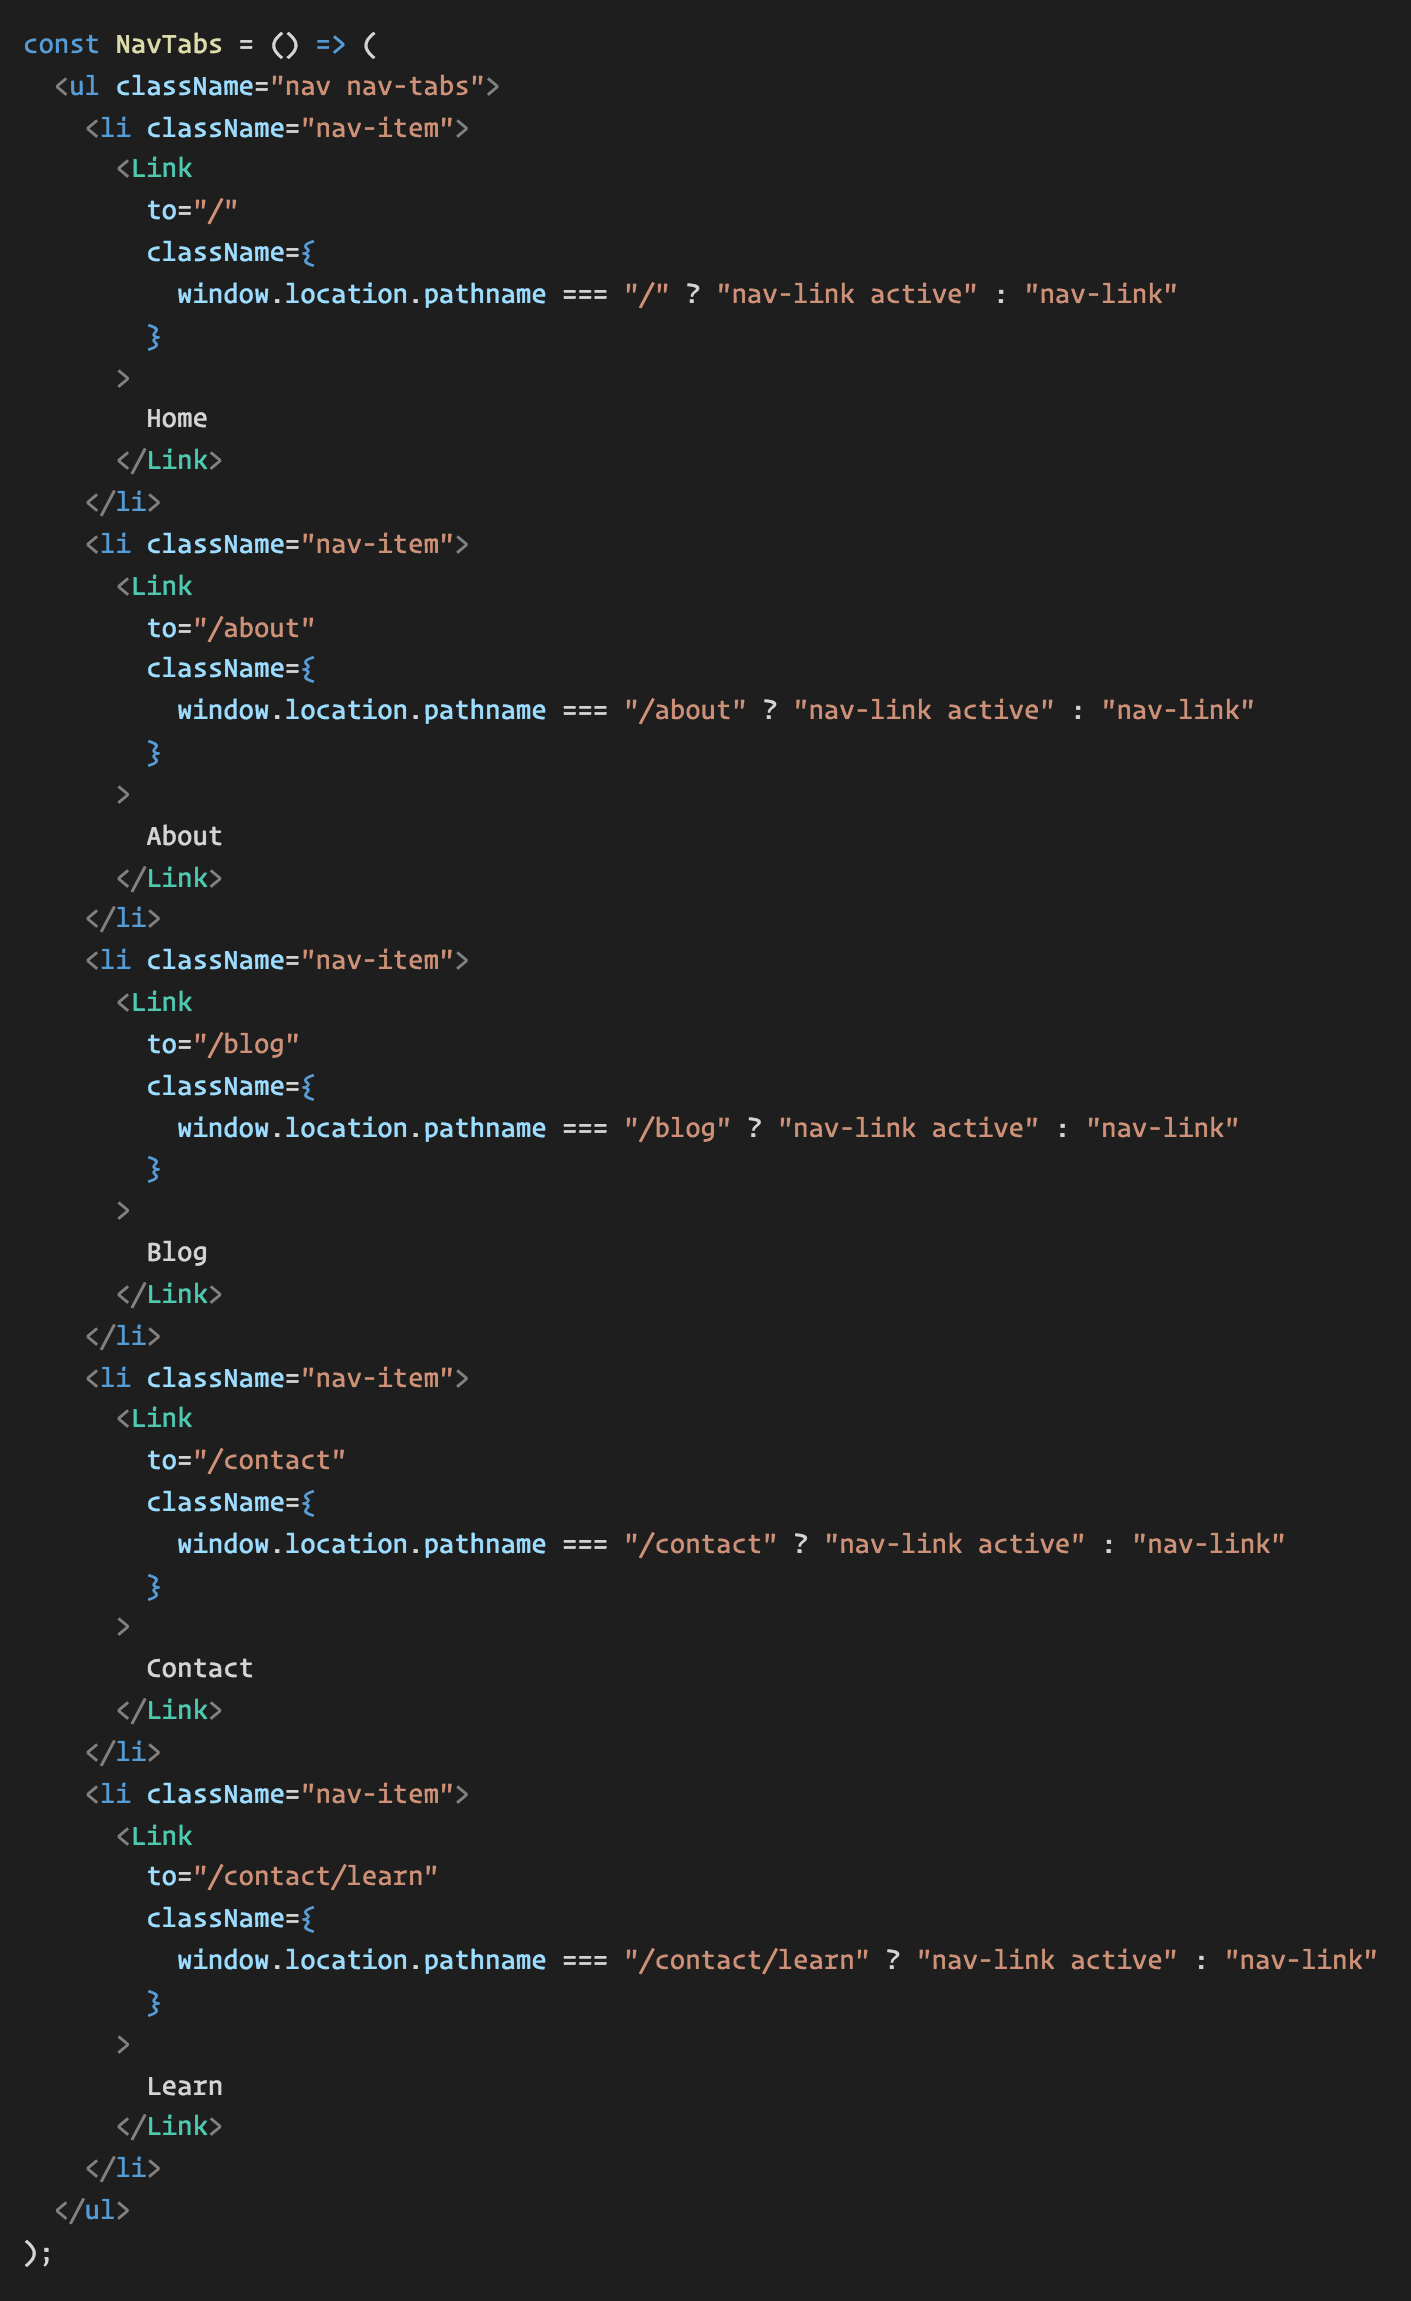 const NavTabs = () => (
  <ul className="nav nav-tabs">
    <li className="nav-item">
      <Link
        to="/"
        className={
          window.location.pathname === "/" ? "nav-link active" : "nav-link"
        }
      >
        Home
      </Link>
    </li>
    <li className="nav-item">
      <Link
        to="/about"
        className={
          window.location.pathname === "/about" ? "nav-link active" : "nav-link"
        }
      >
        About
      </Link>
    </li>
    <li className="nav-item">
      <Link
        to="/blog"
        className={
          window.location.pathname === "/blog" ? "nav-link active" : "nav-link"
        }
      >
        Blog
      </Link>
    </li>
    <li className="nav-item">
      <Link
        to="/contact"
        className={
          window.location.pathname === "/contact" ? "nav-link active" : "nav-link"
        }
      >
        Contact
      </Link>
    </li>
    <li className="nav-item">
      <Link
        to="/contact/learn"
        className={
          window.location.pathname === "/contact/learn" ? "nav-link active" : "nav-link"
        }
      >
        Learn
      </Link>
    </li>
  </ul>
);